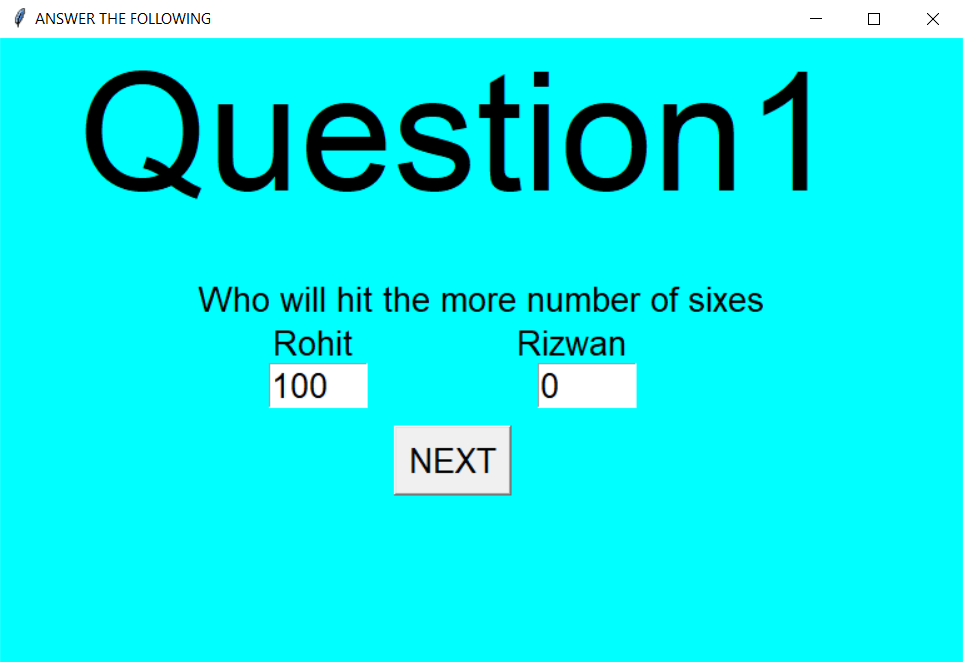 ANSWER THE FOLLOWING
Question1
Who will hit the more number of sixes
Rohit Rizwan
100 0
NEXT